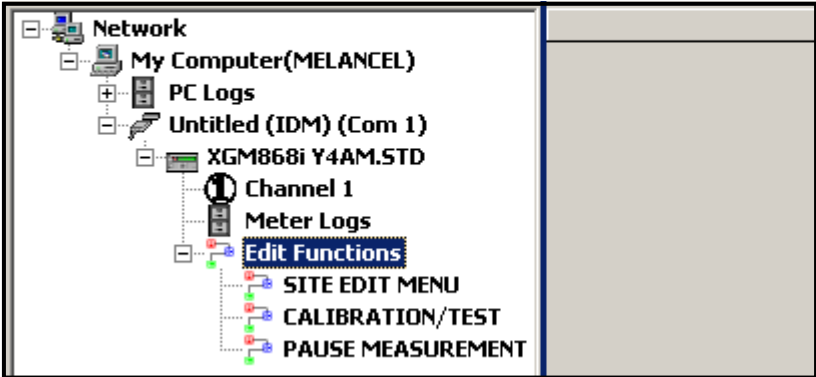 Network
My Computer(MELANCEL)
PC Logs
Untitled (IDM) (Com 1)
XGM868i Y4AM.STD
1 Channel 1
Meter Logs
Edit Functions
SITE EDIT MENU
CALIBRATION/TEST
PAUSE MEASUREMENT